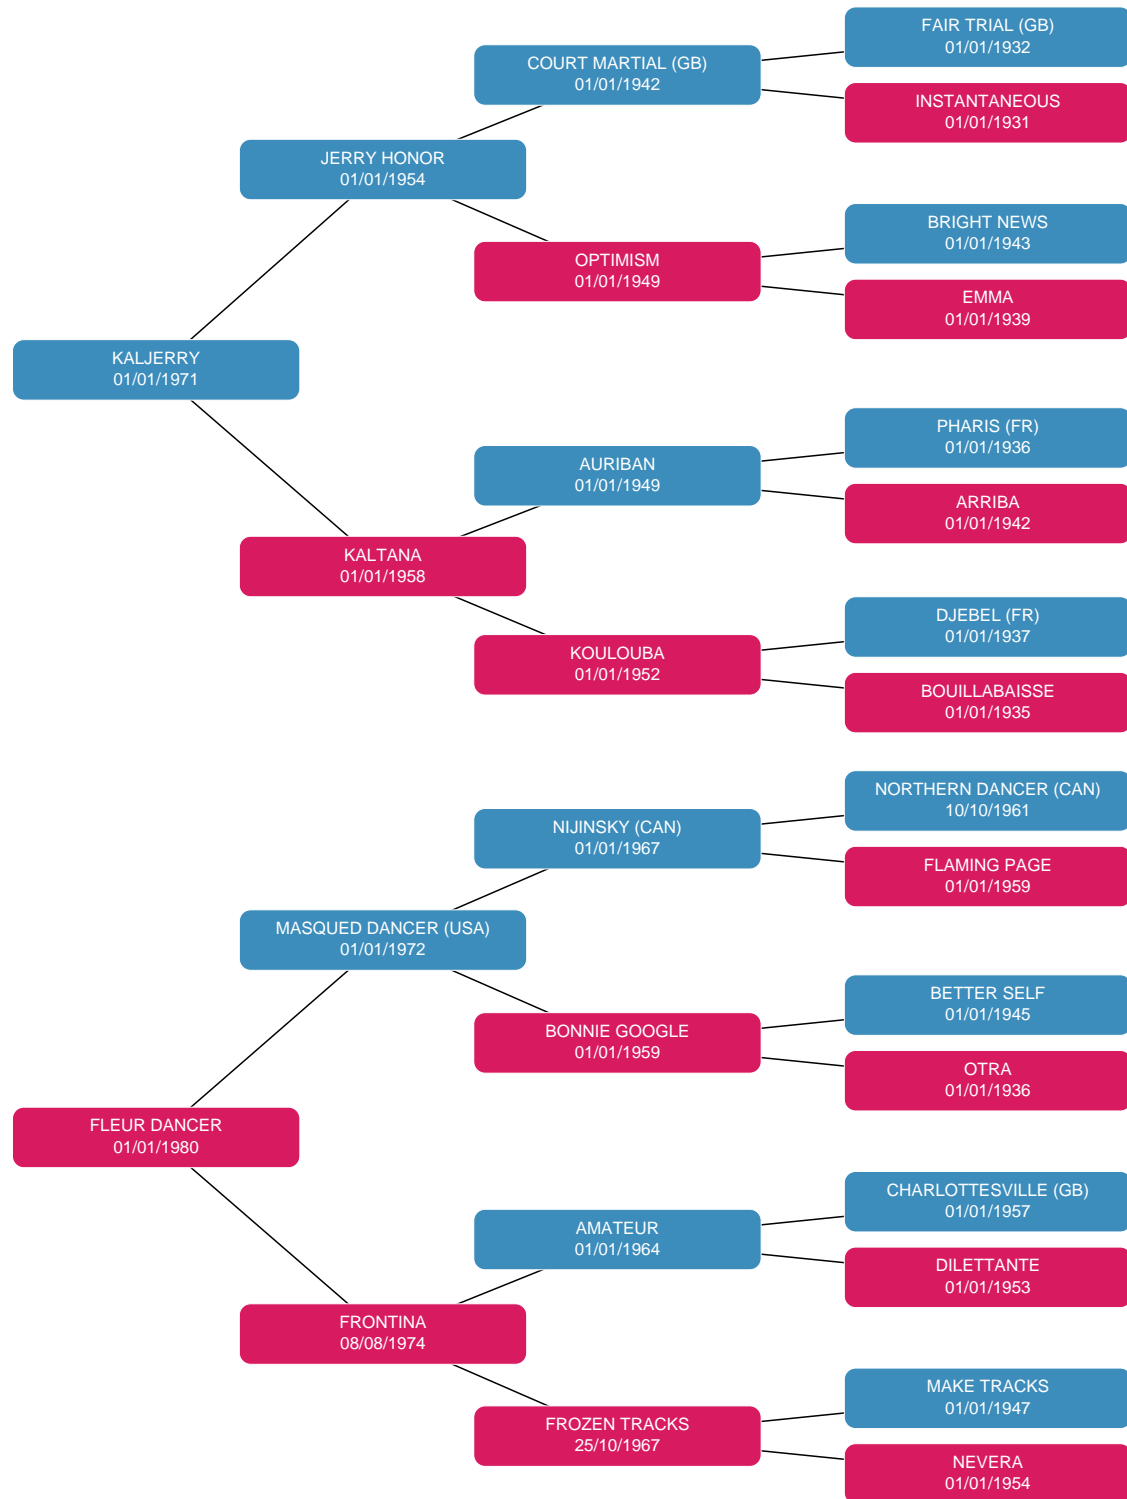 FAIR TRIAL (GB)
01/01/1932
COURT MARTIAL (GB)
01/01/1942
INSTANTANEOUS
01/01/1931
JERRY HONOR
01/01/1954
BRIGHT NEWS
01/01/1943
OPTIMISM
01/01/1949
EMMA
01/01/1939
KALJERRY
01/01/1971
PHARIS (FR)
01/01/1936
AURIBAN
01/01/1949
ARRIBA
01/01/1942
KALTANA
01/01/1958
DJEBEL (FR)
01/01/1937
KOULOUBA
01/01/1952
BOUILLABAISSE
01/01/1935
NORTHERN DANCER (CAN)
10/10/1961
NIJINSKY (CAN)
01/01/1967
FLAMING PAGE
01/01/1959
MASQUED DANCER (USA)
01/01/1972
BETTER SELF
01/01/1945
BONNIE GOOGLE
01/01/1959
OTRA
01/01/1936
FLEUR DANCER
01/01/1980
CHARLOTTESVILLE (GB)
01/01/1957
AMATEUR
01/01/1964
DILETTANTE
01/01/1953
FRONTINA
08/08/1974
MAKE TRACKS
01/01/1947
FROZEN TRACKS
25/10/1967
NEVERA
01/01/1954